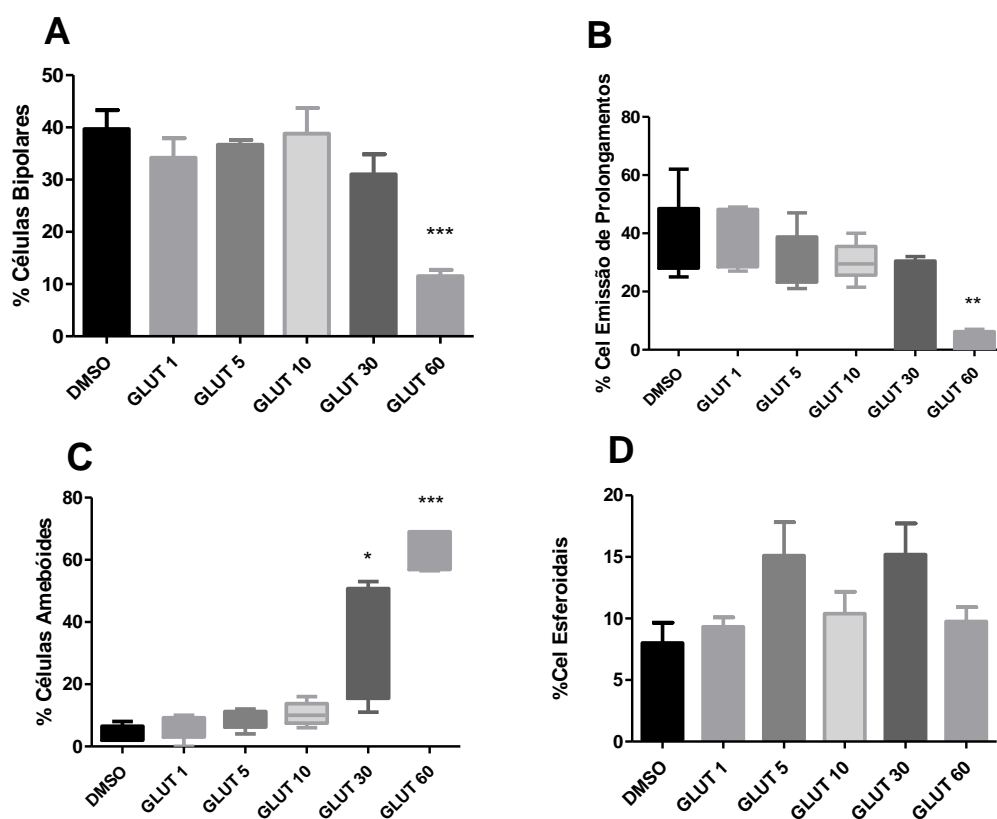 A
% Células Bipolares
50
40
30
20
10
0
***
DMSO
GLUT 1
GLUT 5
GLUT 10
GLUT 30
GLUT 60
B
% Cel Emissão de Prolongamentos
80
60
40
20
0
**
DMSO
GLUT 1
GLUT 5
GLUT 10
GLUT 30
GLUT 60
C
% Células Amebóides
80
60
40
20
0
*
***
DMSO
GLUT 1
GLUT 5
GLUT 10
GLUT 30
GLUT 60
D
%Cel Esferoidais
20
15
10
5
0
DMSO
GLUT 1
GLUT 5
GLUT 10
GLUT 30
GLUT 60